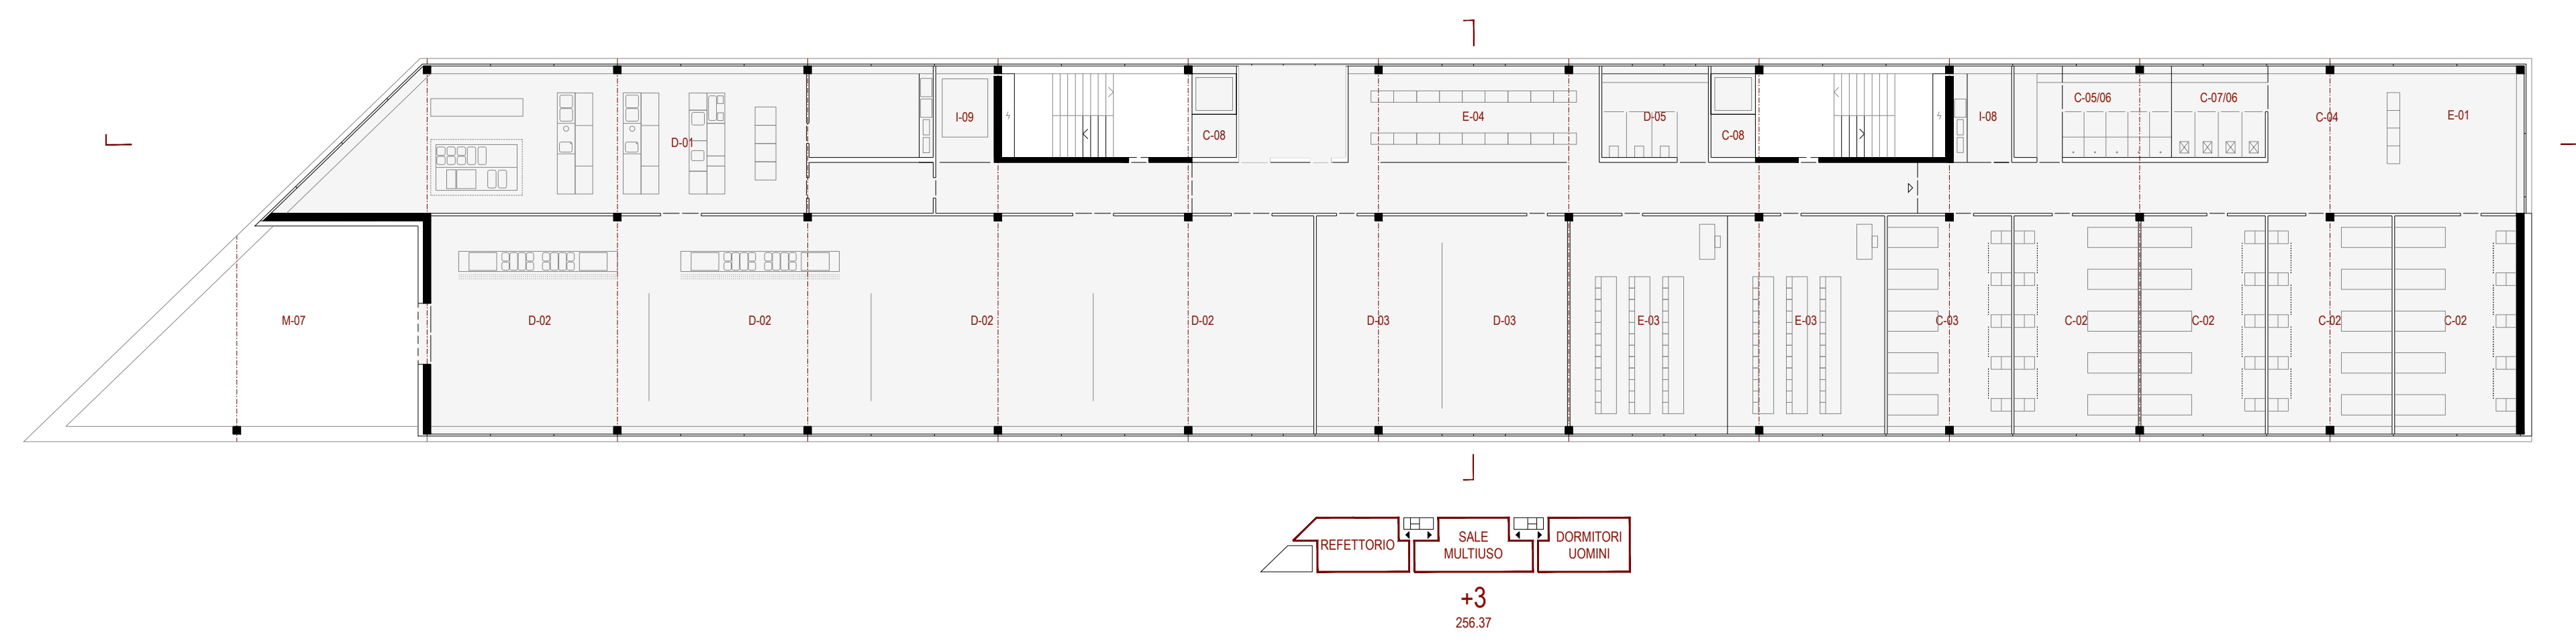 C-05/06
C-07/06
I-09
E-04
D-05
I-08
C-04
E-01
D-01
C-08
C-08
M-07
D-02
D-02
D-02
D-02
D-03
D-03
E-03
E-03
C-03
C-02
C-02
C-02
C-02
REFETTORIO
SALE
MULTIUSO
DORMITORI
UOMINI
+3
256.37